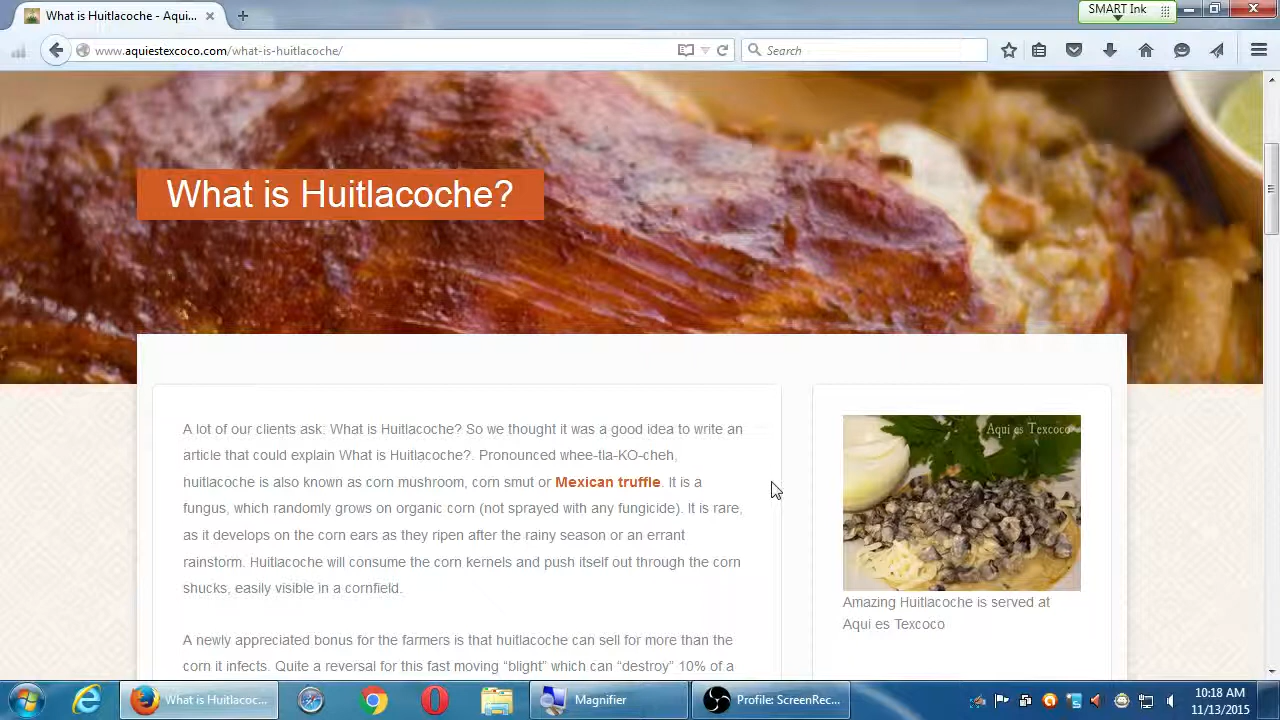 What is Huitlacoche? - Aqui...
SMART Ink
www.aquiestexcoco.com/what-is-huitlacoche/
Search
What is Huitlacoche?
A lot of our clients ask: What is Huitlacoche? So we thought it was a good idea to write an
article that could explain What is Huitlacoche?. Pronounced whee-tla-KO-cheh,
huitlacoche is also known as corn mushroom, corn smut or Mexican truffle. It is a
fungus, which randomly grows on organic corn (not sprayed with any fungicide). It is rare,
as it develops on the corn ears as they ripen after the rainy season or an errant
rainstorm. Huitlacoche will consume the corn kernels and push itself out through the corn
shucks, easily visible in a cornfield.
A newly appreciated bonus for the farmers is that huitlacoche can sell for more than the
corn it infects. Quite a reversal for this fast moving “blight” which can “destroy” 10% of a
Aqui es Texcoco
Amazing Huitlacoche is served at
Aqui es Texcoco
What is Huitlacoc...
Magnifier
Profile: ScreenRec...
10:18 AM
11/13/2015